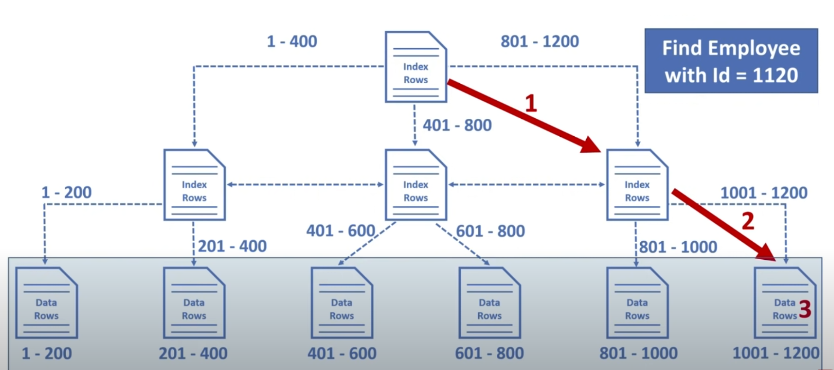 1 - 400
801 - 1200
Find Employee
with Id = 1120
Index
Rows
1
401 - 800
Index
Rows
Index
Rows
Index
Rows
1 - 200
1001 - 1200
2
201 - 400
401 - 600
601 - 800
801 - 1000
Data
Rows
Data
Rows
Data
Rows
Data
Rows
Data
Rows
Data
Rows
3
1 - 200
201 - 400
401 - 600
601 - 800
801 - 1000
1001 - 1200